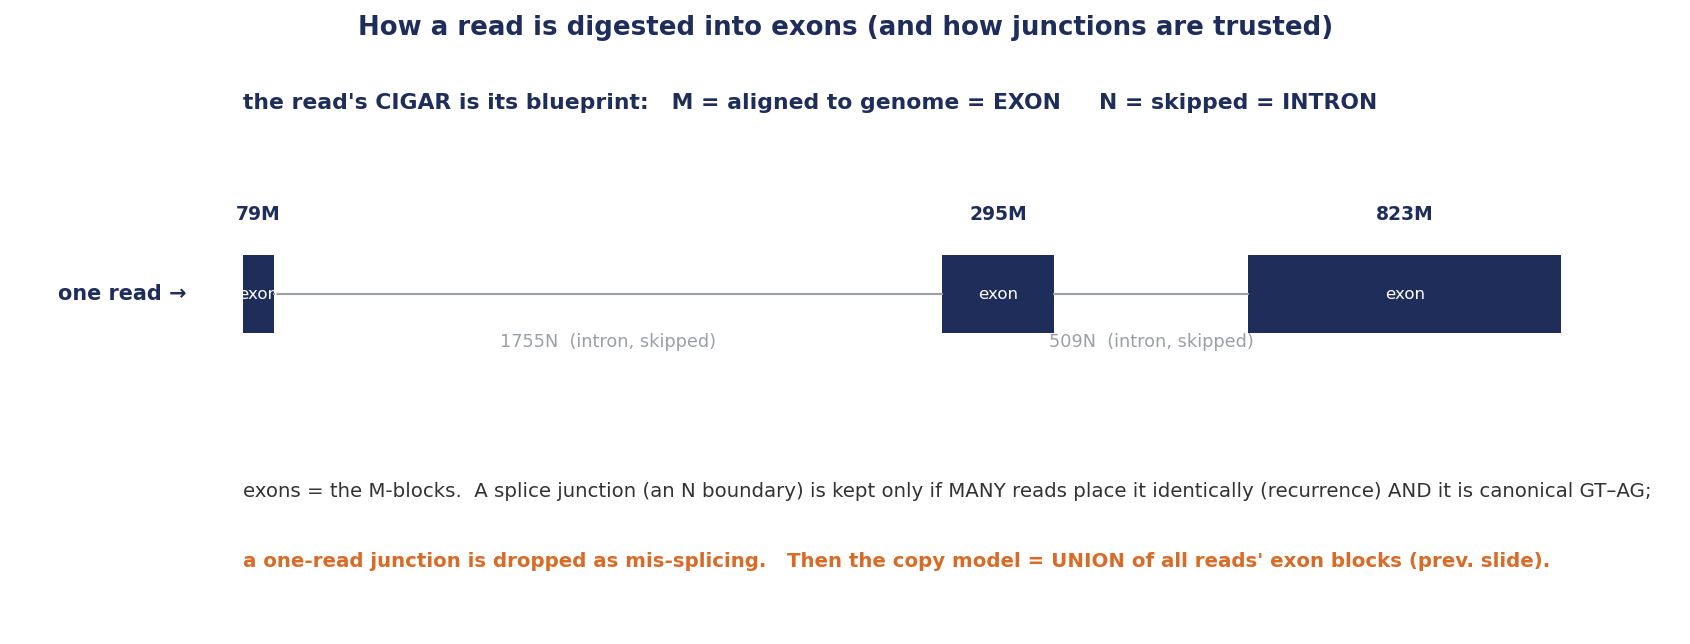 How a read is digested into exons (and how junctions are trusted)
the read's CIGAR is its blueprint:   M = aligned to genome = EXON     N = skipped = INTRON
79M
295M
823M
one read →
exon
exon
exon
1755N  (intron, skipped)
509N  (intron, skipped)
exons = the M-blocks.  A splice junction (an N boundary) is kept only if MANY reads place it identically (recurrence) AND it is canonical GT–AG;
a one-read junction is dropped as mis-splicing.   Then the copy model = UNION of all reads' exon blocks (prev. slide).